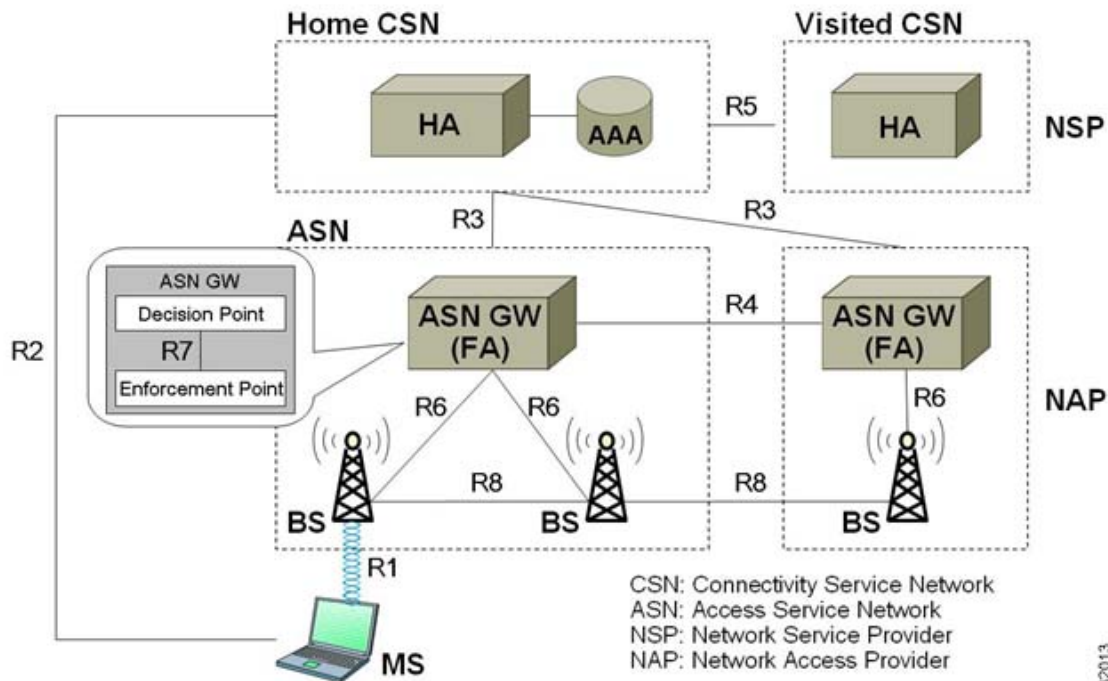 Home CSN
Visited CSN
HA
AAA
R5
HA
NSP
R3
R3
ASN
ASN GW
Decision Point
R7
Enforcement Point
R2
ASN GW
(FA)
R4
ASN GW
(FA)
R6
R6
R6
NAP
R8
R8
BS
BS
BS
R1
MS
CSN: Connectivity Service Network
ASN: Access Service Network
NSP: Network Service Provider
NAP: Network Access Provider